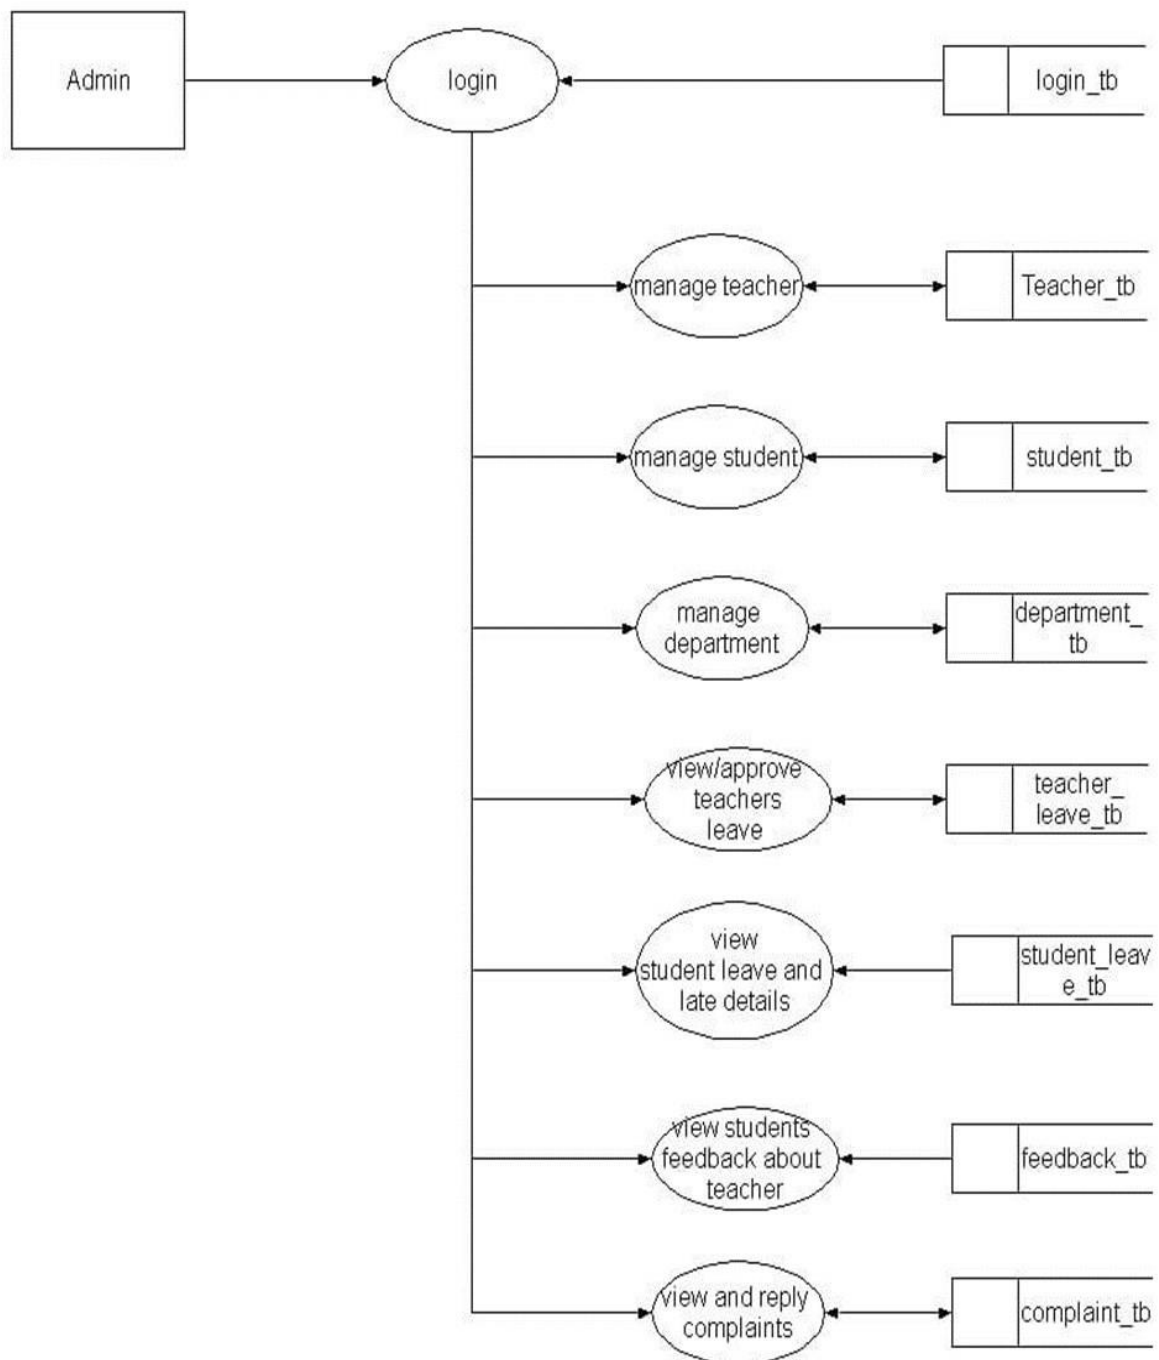 Admin
login
login_tb
manage teacher
Teacher_tb
manage student
student_tb
manage
department
department_
tb
view/approve
teachers
leave
teacher_
leave_tb
view
student leave and
late details
student_leav
e_tb
view students
feedback about
teacher
feedback_tb
view and reply
complaints
complaint_tb